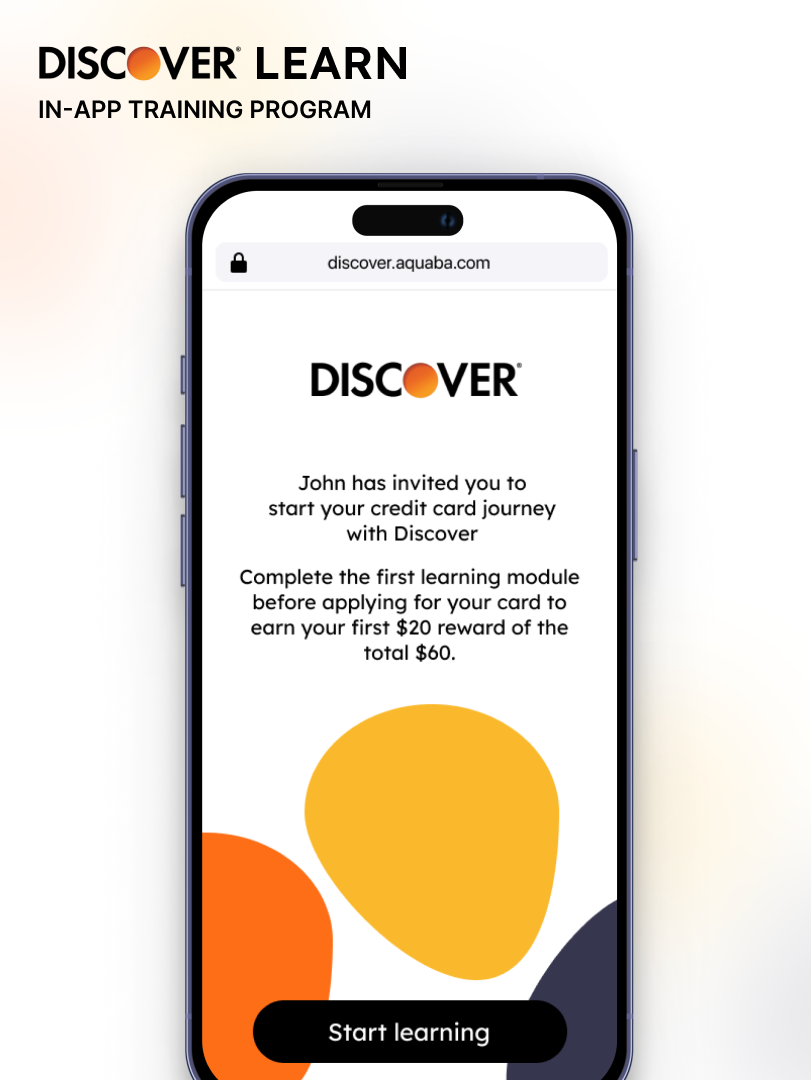 DISCOVER® LEARN
IN-APP TRAINING PROGRAM
discover.aquaba.com
DISCOVER®
John has invited you to
start your credit card journey
with Discover
Complete the first learning module
before applying for your card to
earn your first $20 reward of the
total $60.
Start learning